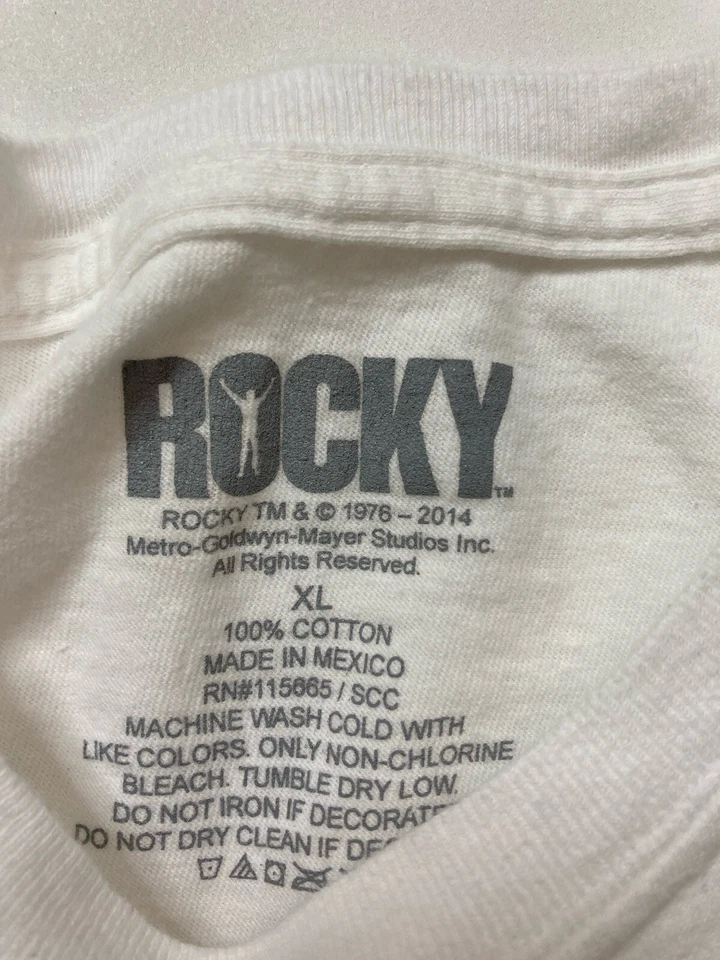 ROCKY™
ROCKY TM & © 1976 – 2014
Metro-Goldwyn-Mayer Studios Inc.
All Rights Reserved.
XL
100% COTTON
MADE IN MEXICO
RN#115665 / SCC
MACHINE WASH COLD WITH
LIKE COLORS. ONLY NON-CHLORINE
BLEACH. TUMBLE DRY LOW.
DO NOT IRON IF
DO NOT DRY CLEAN IF